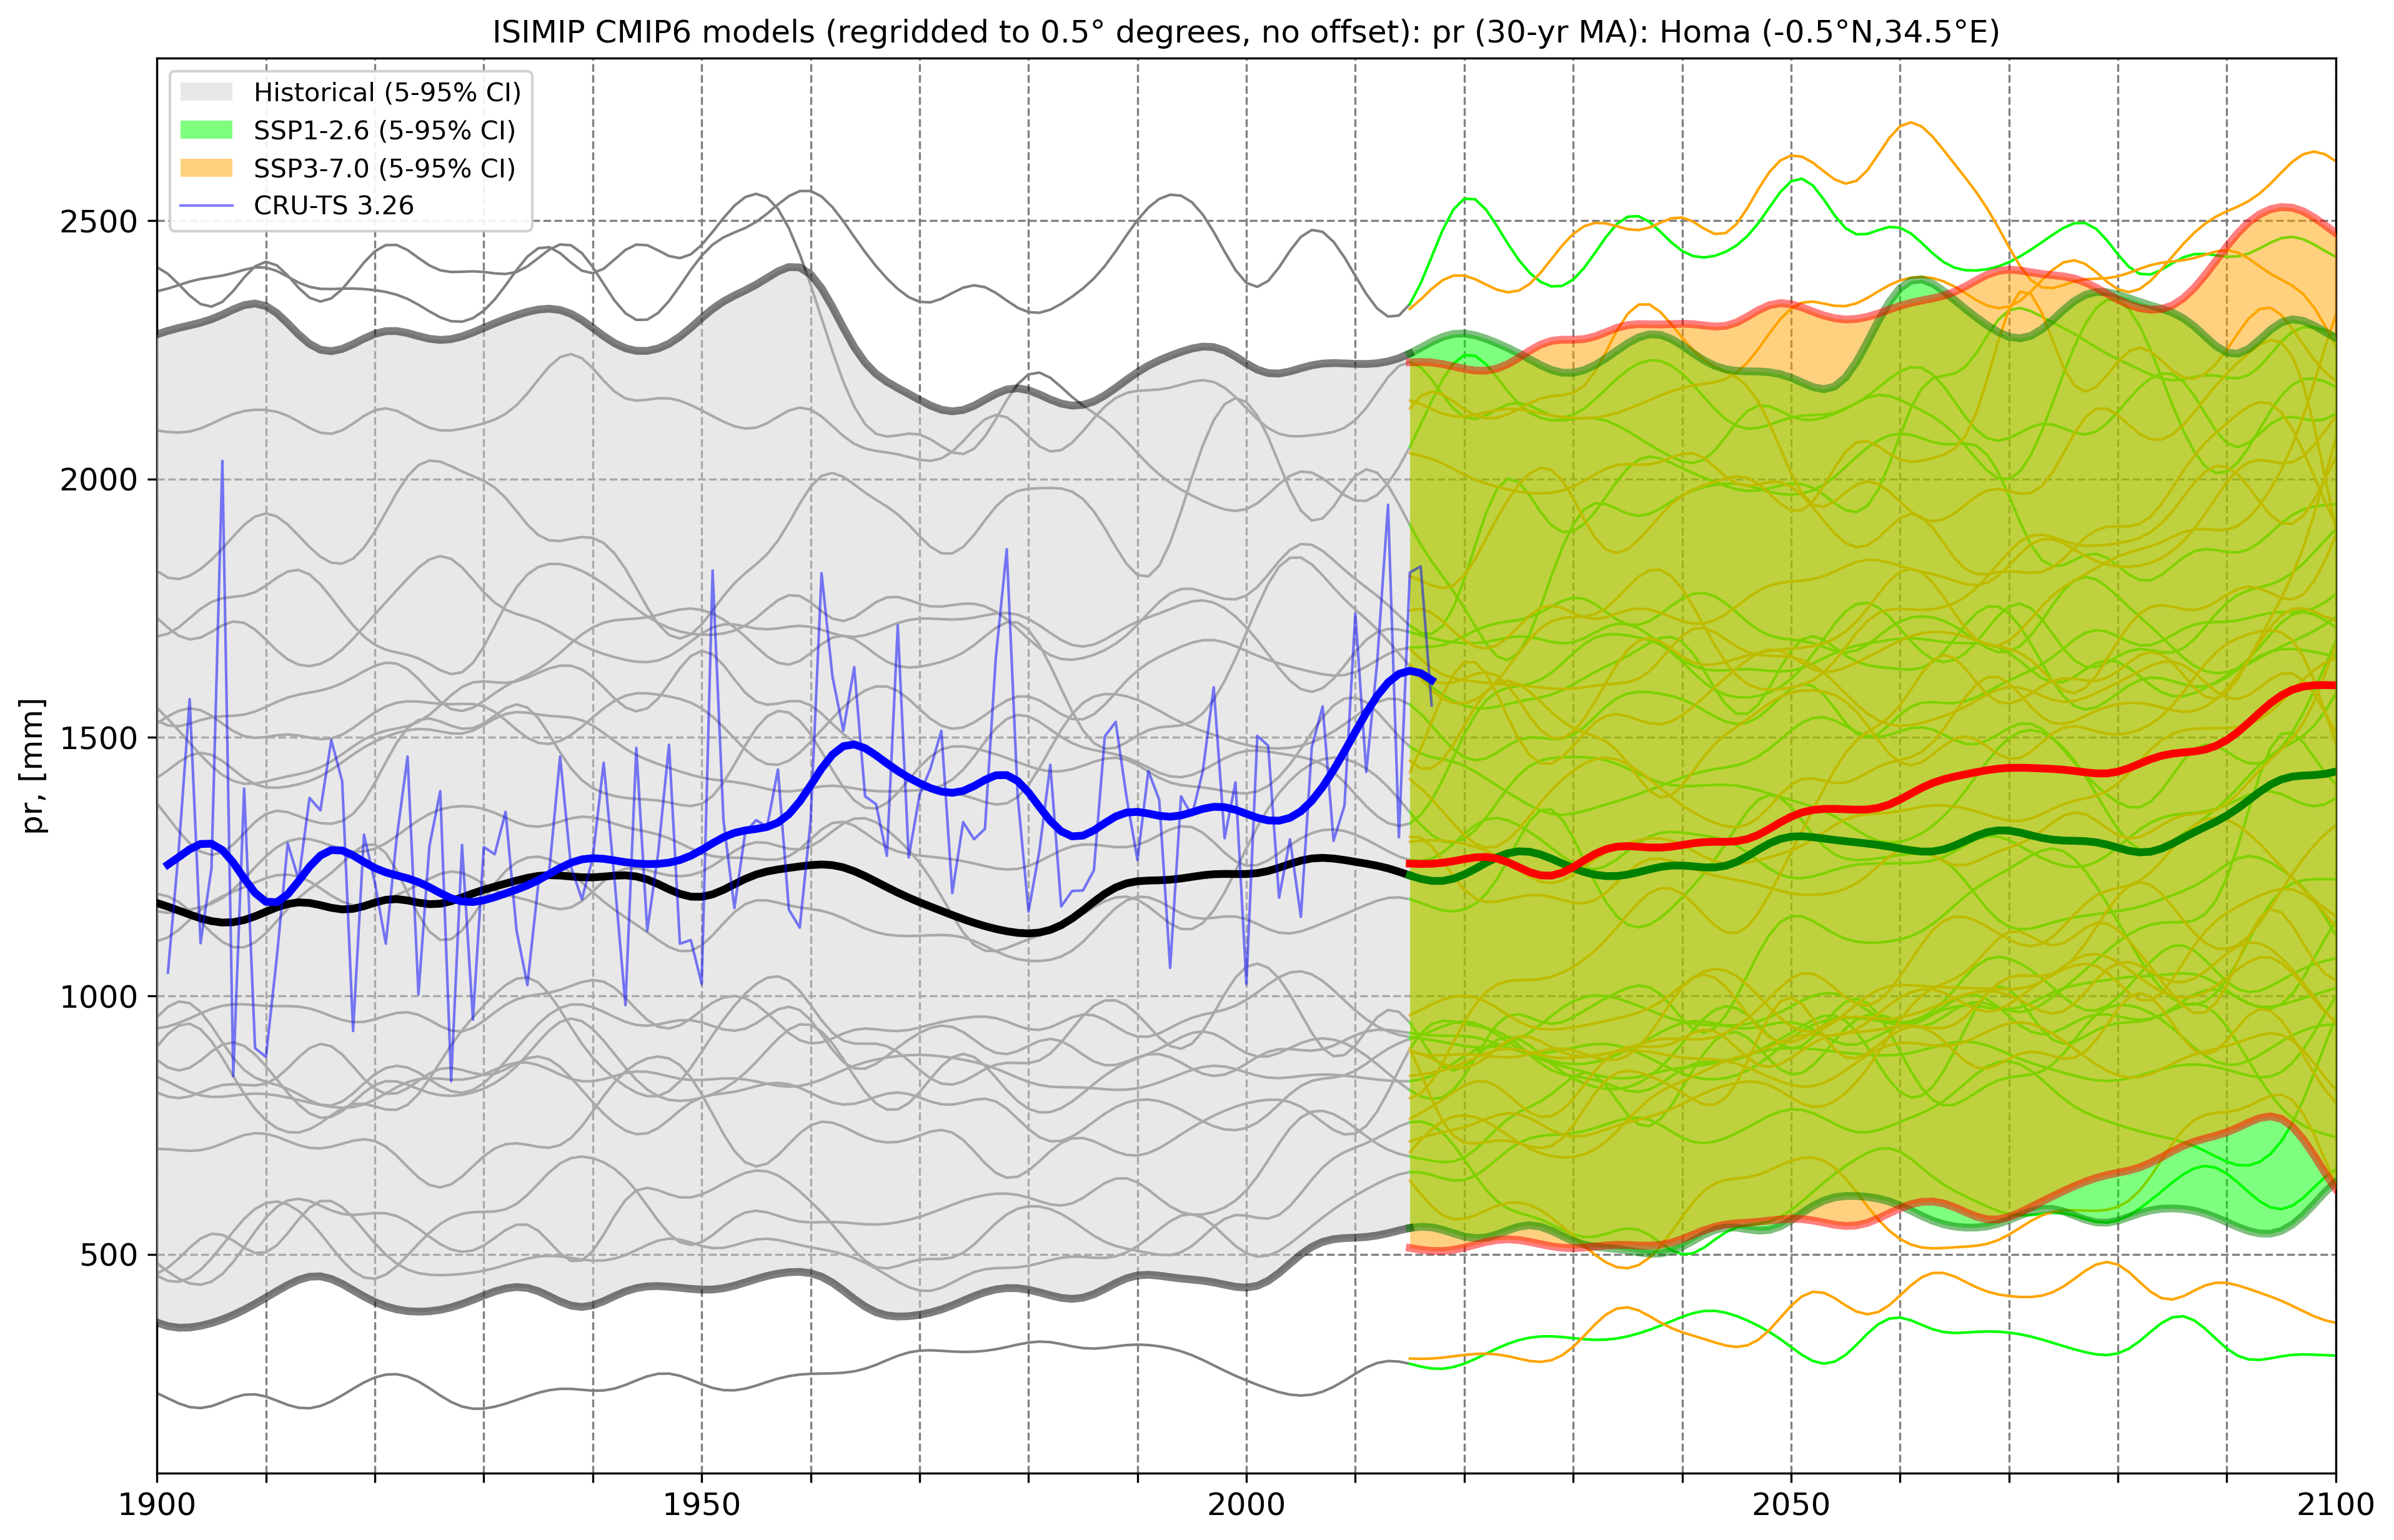 ISIMIP CMIP6 models (regridded to 0.5° degrees, no offset): pr (30-yr MA): Homa (-0.5°N,34.5°E)
Historical (5-95% CI)
SSP1-2.6 (5-95% CI)
SSP3-7.0 (5-95% CI)
CRU-TS 3.26
2500
2000
1500
1000
500
pr, [mm]
1900 1950 2000 2050 2100